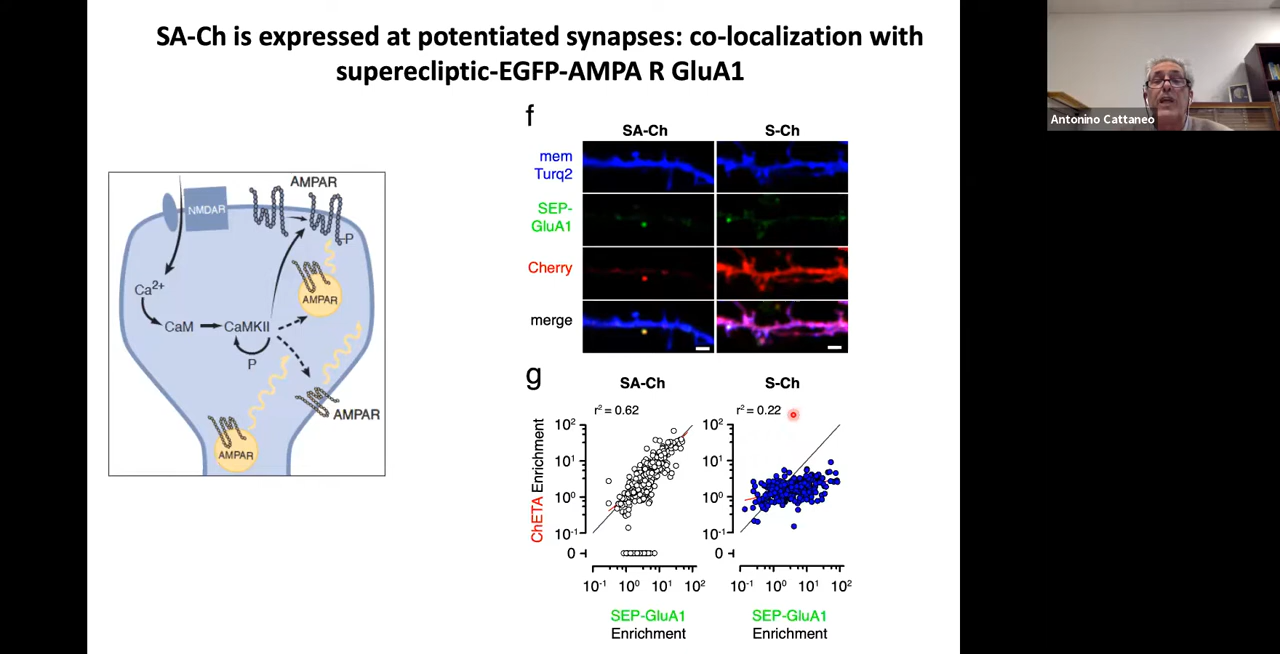 SA-Ch is expressed at potentiated synapses: co-localization with
superecliptic-EGFP-AMPA R GluA1
Antonino Cattaneo
NMDAR
AMPAR
P
Ca2+
CaM
CaMKII
P
AMPAR
AMPAR
AMPAR
f
SA-Ch
S-Ch
mem
Turq2
SEP-
GluA1
Cherry
merge
g
SA-Ch
S-Ch
r² = 0.62
r² = 0.22
ChETA Enrichment
10²
10¹
10⁰
10⁻¹
0
10⁻¹ 10⁰ 10¹ 10²
SEP-GluA1
Enrichment
10²
10¹
10⁰
10⁻¹
0
10⁻¹ 10⁰ 10¹ 10²
SEP-GluA1
Enrichment